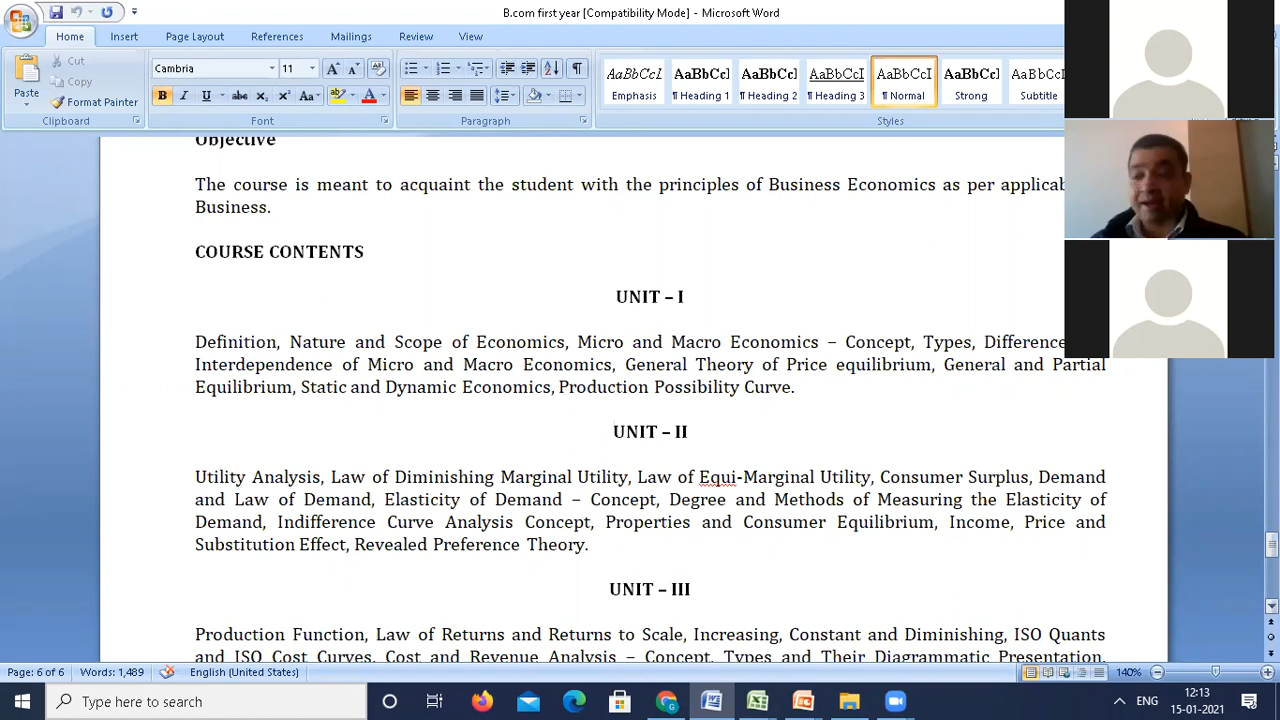 B.com first year [Compatibility Mode] - Microsoft Word
Home Insert Page Layout References Mailings Review View
Paste
Cut
Copy
Format Painter
Clipboard
Cambria 11
Font
Paragraph
AaBbCcI AaBbCc AaBbCc AaBbCcI AaBbCcI AaBbCc AaBbCcI
Emphasis ¶ Heading 1 ¶ Heading 2 ¶ Heading 3 ¶ Normal Strong Subtitle
Styles
Objective
The course is meant to acquaint the student with the principles of Business Economics as per
Business.
COURSE CONTENTS
UNIT – I
Definition, Nature and Scope of Economics, Micro and Macro Economics – Concept, Types,
Interdependence of Micro and Macro Economics, General Theory of Price equilibrium, General and Partial
Equilibrium, Static and Dynamic Economics, Production Possibility Curve.
UNIT – II
Utility Analysis, Law of Diminishing Marginal Utility, Law of Equi-Marginal Utility, Consumer Surplus, Demand
and Law of Demand, Elasticity of Demand – Concept, Degree and Methods of Measuring the Elasticity of
Demand, Indifference Curve Analysis Concept, Properties and Consumer Equilibrium, Income, Price and
Substitution Effect, Revealed Preference Theory.
UNIT – III
Production Function, Law of Returns and Returns to Scale, Increasing, Constant and Diminishing, ISO Quants
and ISO Cost Curves, Cost and Revenue Analysis – Concept, Types and Their Diagrammatic Presentation,
Page: 6 of 6 Words: 1,489 English (United States) 140%
Type here to search
ENG
12:13
15-01-2021